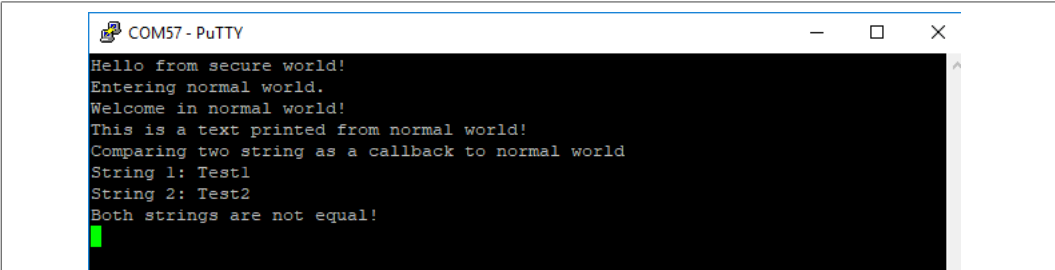 COM57 - PuTTY
Hello from secure world!
Entering normal world.
Welcome in normal world!
This is a text printed from normal world!
Comparing two string as a callback to normal world
String 1: Test1
String 2: Test2
Both strings are not equal!